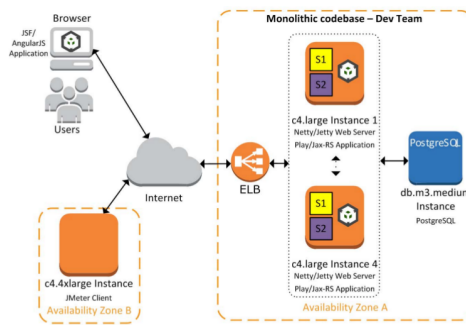 Monolithic codebase – Dev Team
Browser
JSF/
AngularJS
Application
Users
Internet
ELB
S1
S2
c4.large Instance 1
Netty/Jetty Web Server
Play/Jax-RS Application
S1
S2
c4.large Instance 4
Netty/Jetty Web Server
Play/Jax-RS Application
PostgreSQL
db.m3.medium
Instance
PostgreSQL
c4.4xlarge Instance
JMeter Client
Availability Zone B
Availability Zone A